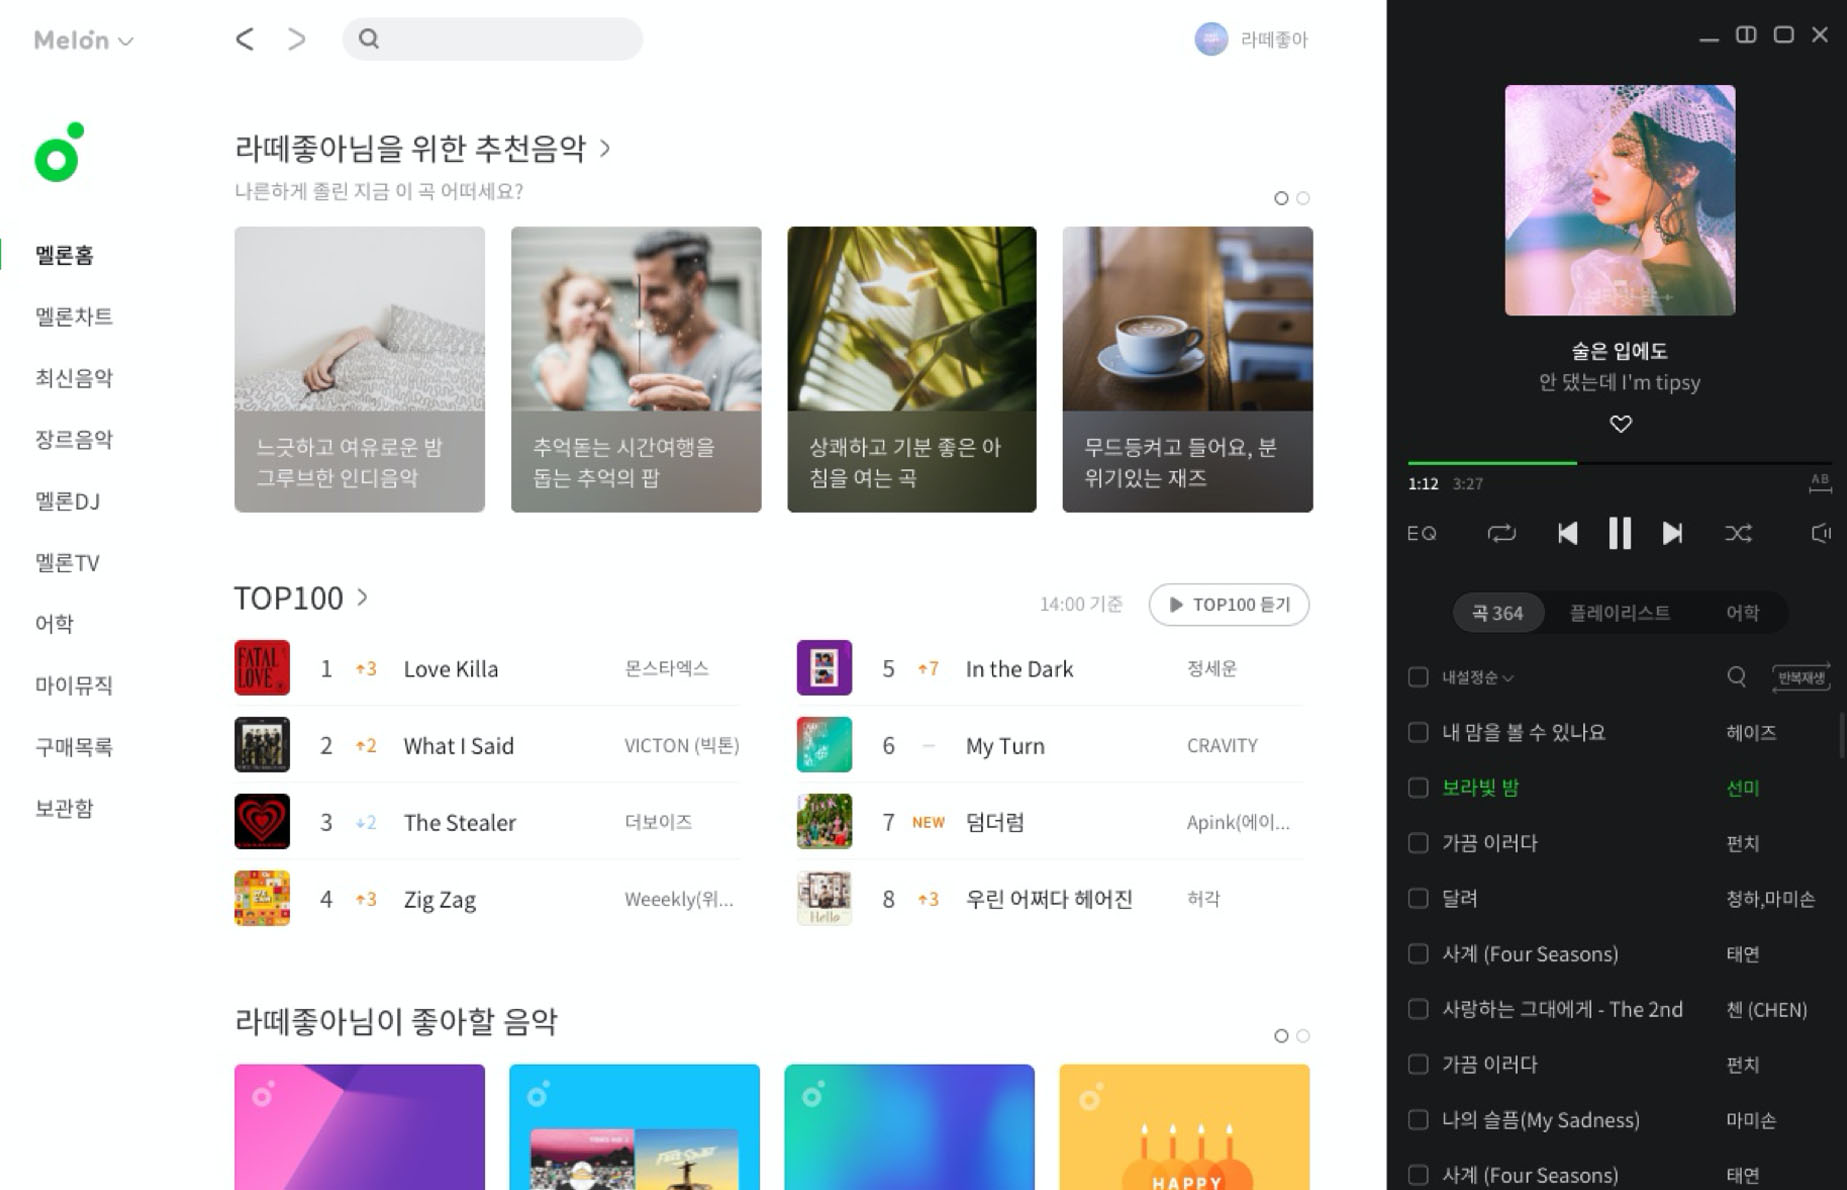 Melon
라떼좋아
멜론홈
멜론차트
최신음악
장르음악
멜론DJ
멜론TV
어학
마이뮤직
구매목록
보관함
라떼좋아님을 위한 추천음악
나른하게 졸린 지금 이 곡 어떠세요?
느긋하고 여유로운 밤
그루브한 인디음악
추억돋는 시간여행을
돕는 추억의 팝
상쾌하고 기분 좋은 아
침을 여는 곡
무드등켜고 들어요, 분
위기있는 재즈
TOP100
14:00 기준
TOP100 듣기
FATAL LOVE
1 3 Love Killa 몬스타엑스
2 2 What I Said VICTON (빅톤)
3 2 The Stealer 더보이즈
4 3 Zig Zag Weeekly(위...
5 7 In the Dark 정세운
6 – My Turn CRAVITY
7 NEW 덤더럼 Apink(에이...
Hello
8 3 우린 어쩌다 헤어진 허각
라떼좋아님이 좋아할 음악
HAPPY
보라빛 밤
술은 입에도
안 댔는데 I'm tipsy
1:12 3:27
AB
EQ
곡 364 플레이리스트 어학
내설정순 반복재생
내 맘을 볼 수 있나요 헤이즈
보라빛 밤 선미
가끔 이러다 펀치
달려 청하,마미손
사계 (Four Seasons) 태연
사랑하는 그대에게 - The 2nd 첸 (CHEN)
가끔 이러다 펀치
나의 슬픔(My Sadness) 마미손
사계 (Four Seasons) 태연